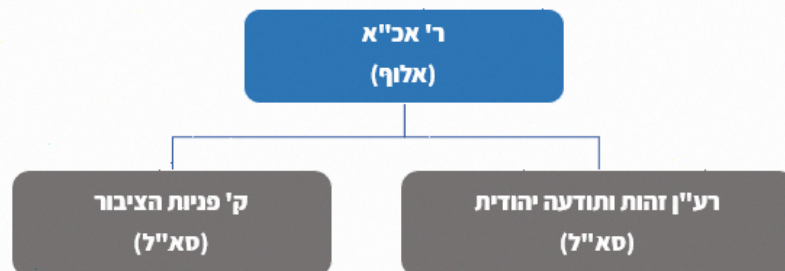 ר' אכ"א
(אלוף)
רע"ן זהות ותודעה יהודית
(סא"ל)
ק' פניות הציבור
(סא"ל)